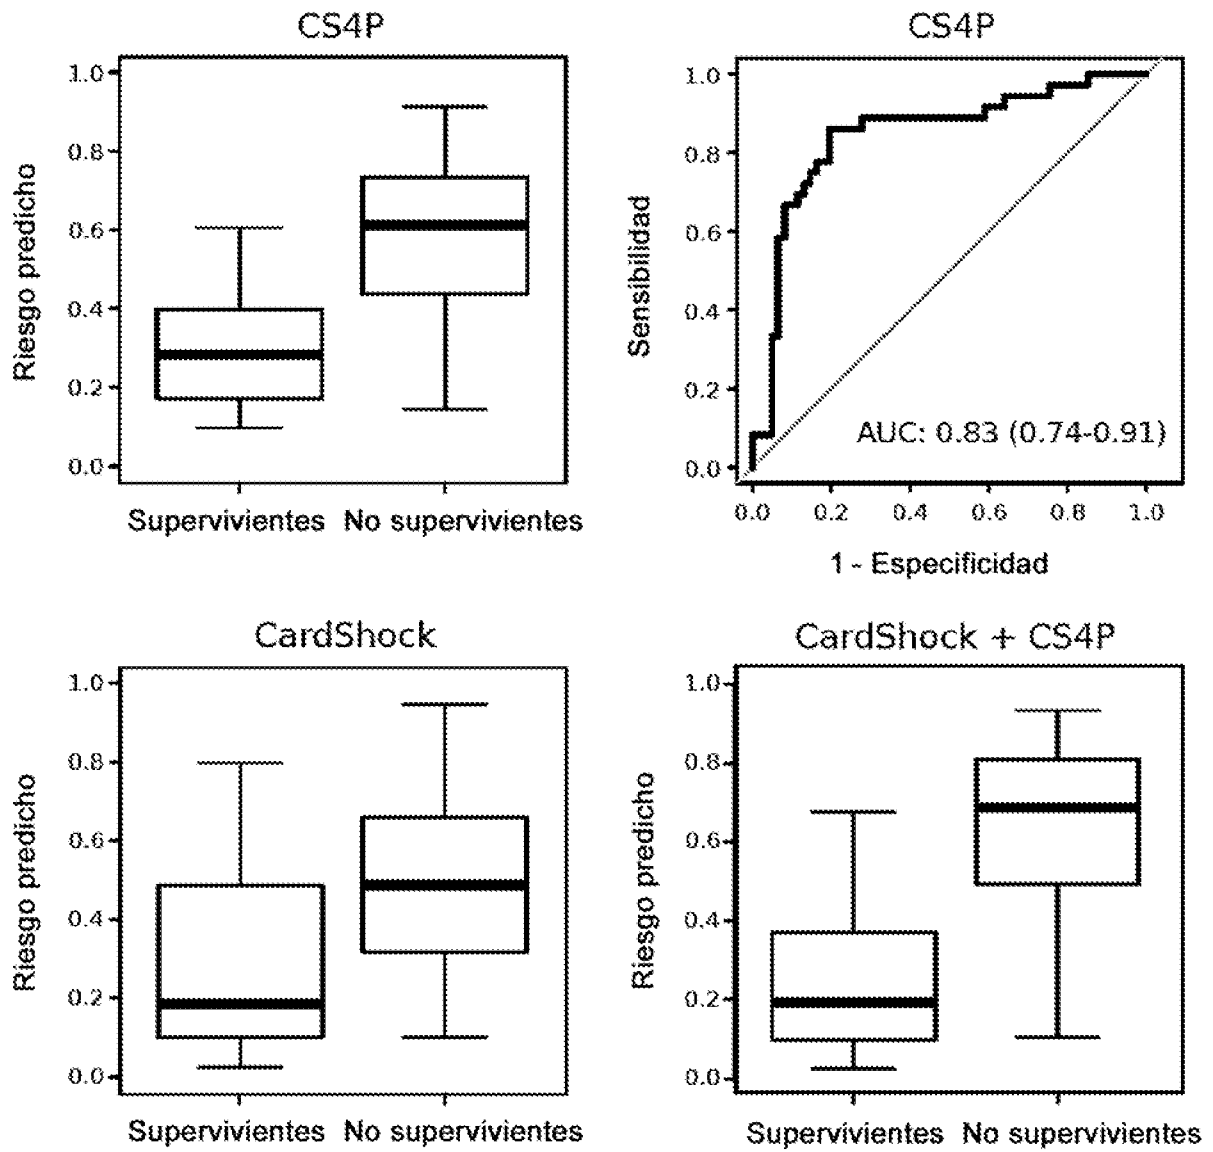 CS4P
Riesgo predicho
1.0
0.8
0.6
0.4
0.2
0.0
Supervivientes No supervivientes
CS4P
Sensibilidad
1.0
0.8
0.6
0.4
0.2
0.0
AUC: 0.83 (0.74-0.91)
0.0 0.2 0.4 0.6 0.8 1.0
1 - Especificidad
CardShock
Riesgo predicho
1.0
0.8
0.6
0.4
0.2
0.0
Supervivientes No supervivientes
CardShock + CS4P
Riesgo predicho
1.0
0.8
0.6
0.4
0.2
0.0
Supervivientes No supervivientes